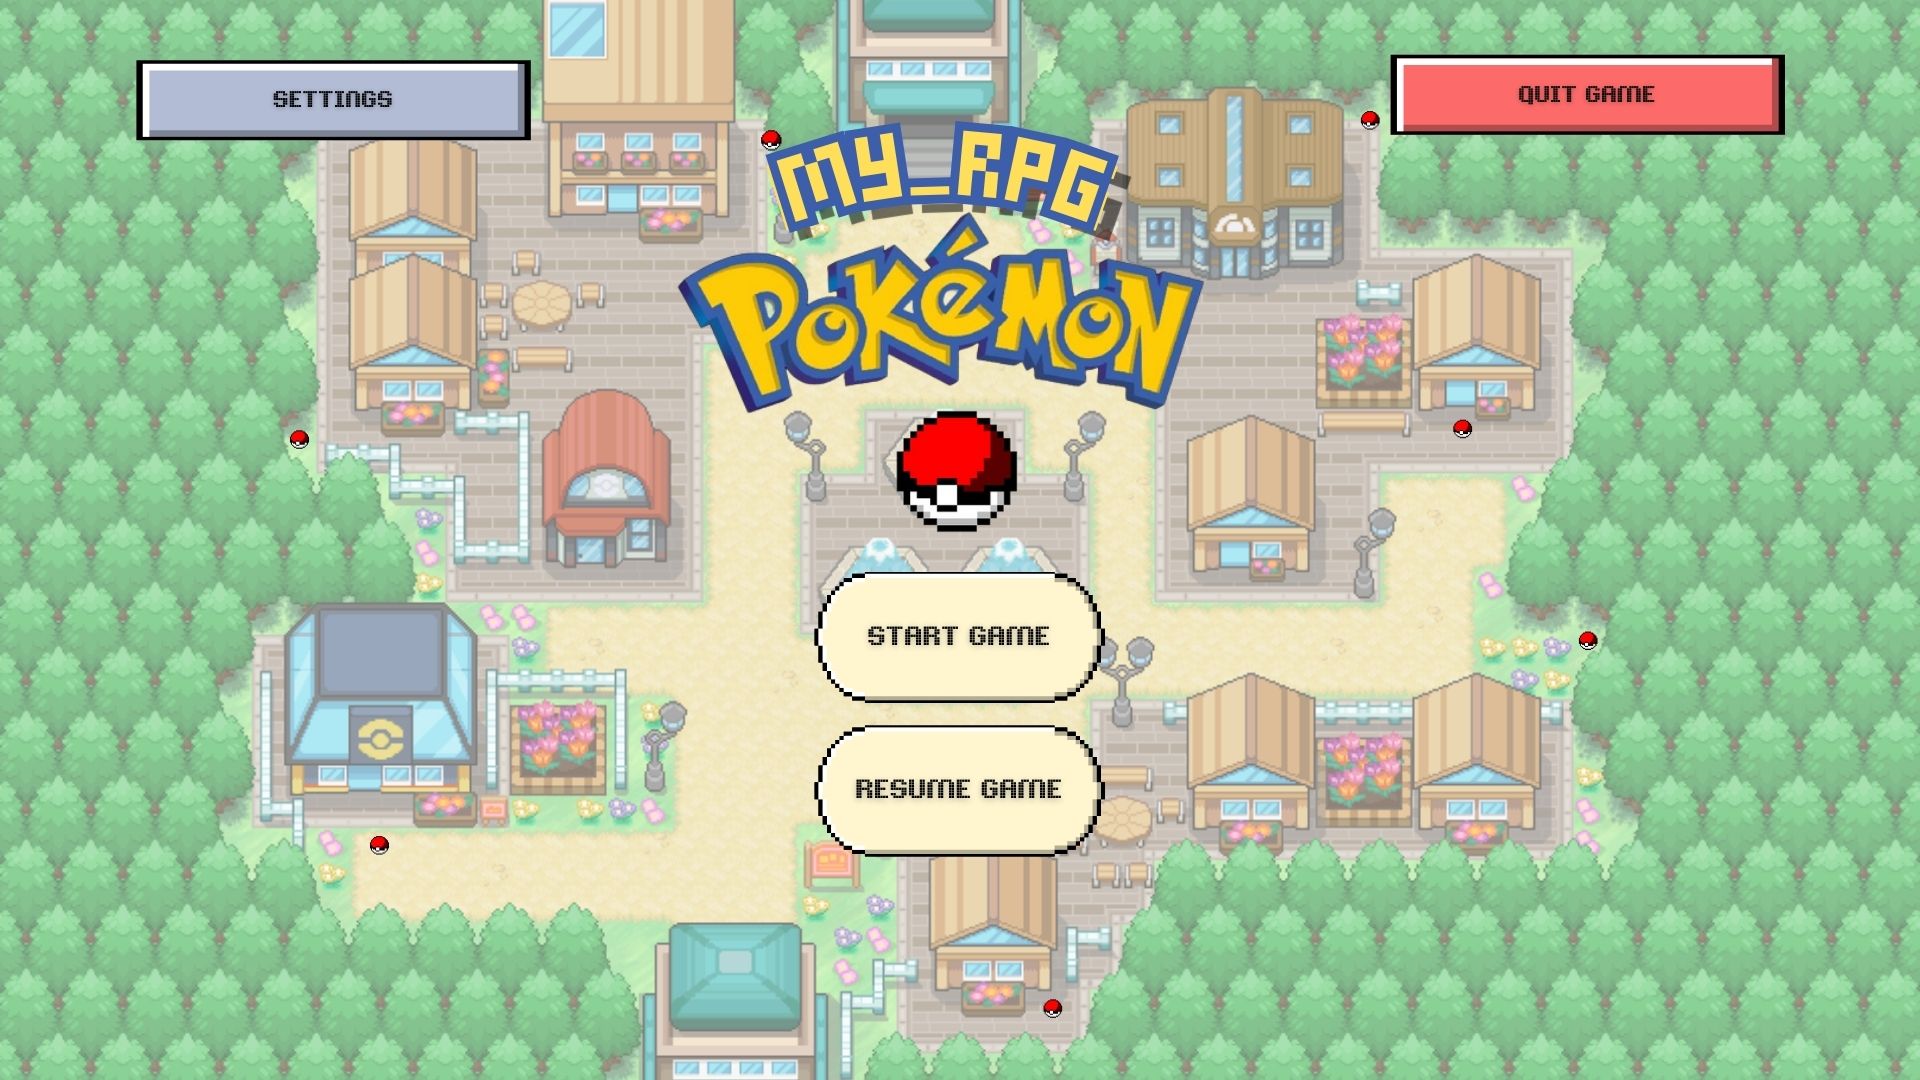 SETTINGS
QUIT GAME
MY_RPG
POKéMON
START GAME
RESUME GAME